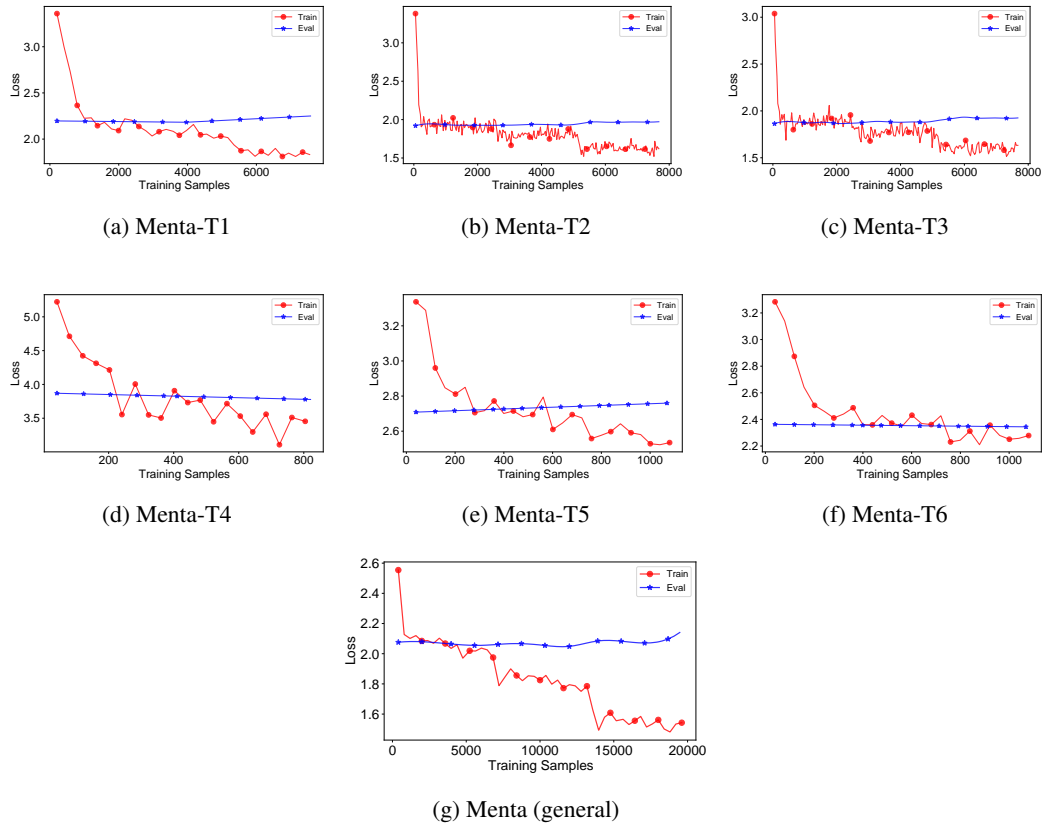 3.0
2.5
2.0
Loss
0
2000
4000
6000
Training Samples
Train
Eval
(a) Menta-T1
3.5
3.0
2.5
2.0
1.5
Loss
0
2000
4000
6000
8000
Training Samples
Train
Eval
(b) Menta-T2
3.0
2.5
2.0
1.5
Loss
0
2000
4000
6000
8000
Training Samples
Train
Eval
(c) Menta-T3
5.0
4.5
4.0
3.5
Loss
200
400
600
800
Training Samples
Train
Eval
(d) Menta-T4
3.2
3.0
2.8
2.6
Loss
0
200
400
600
800
1000
Training Samples
Train
Eval
(e) Menta-T5
3.2
3.0
2.8
2.6
2.4
2.2
Loss
0
200
400
600
800
1000
Training Samples
Train
Eval
(f) Menta-T6
2.6
2.4
2.2
2.0
1.8
1.6
Loss
0
5000
10000
15000
20000
Training Samples
Train
Eval
(g) Menta (general)